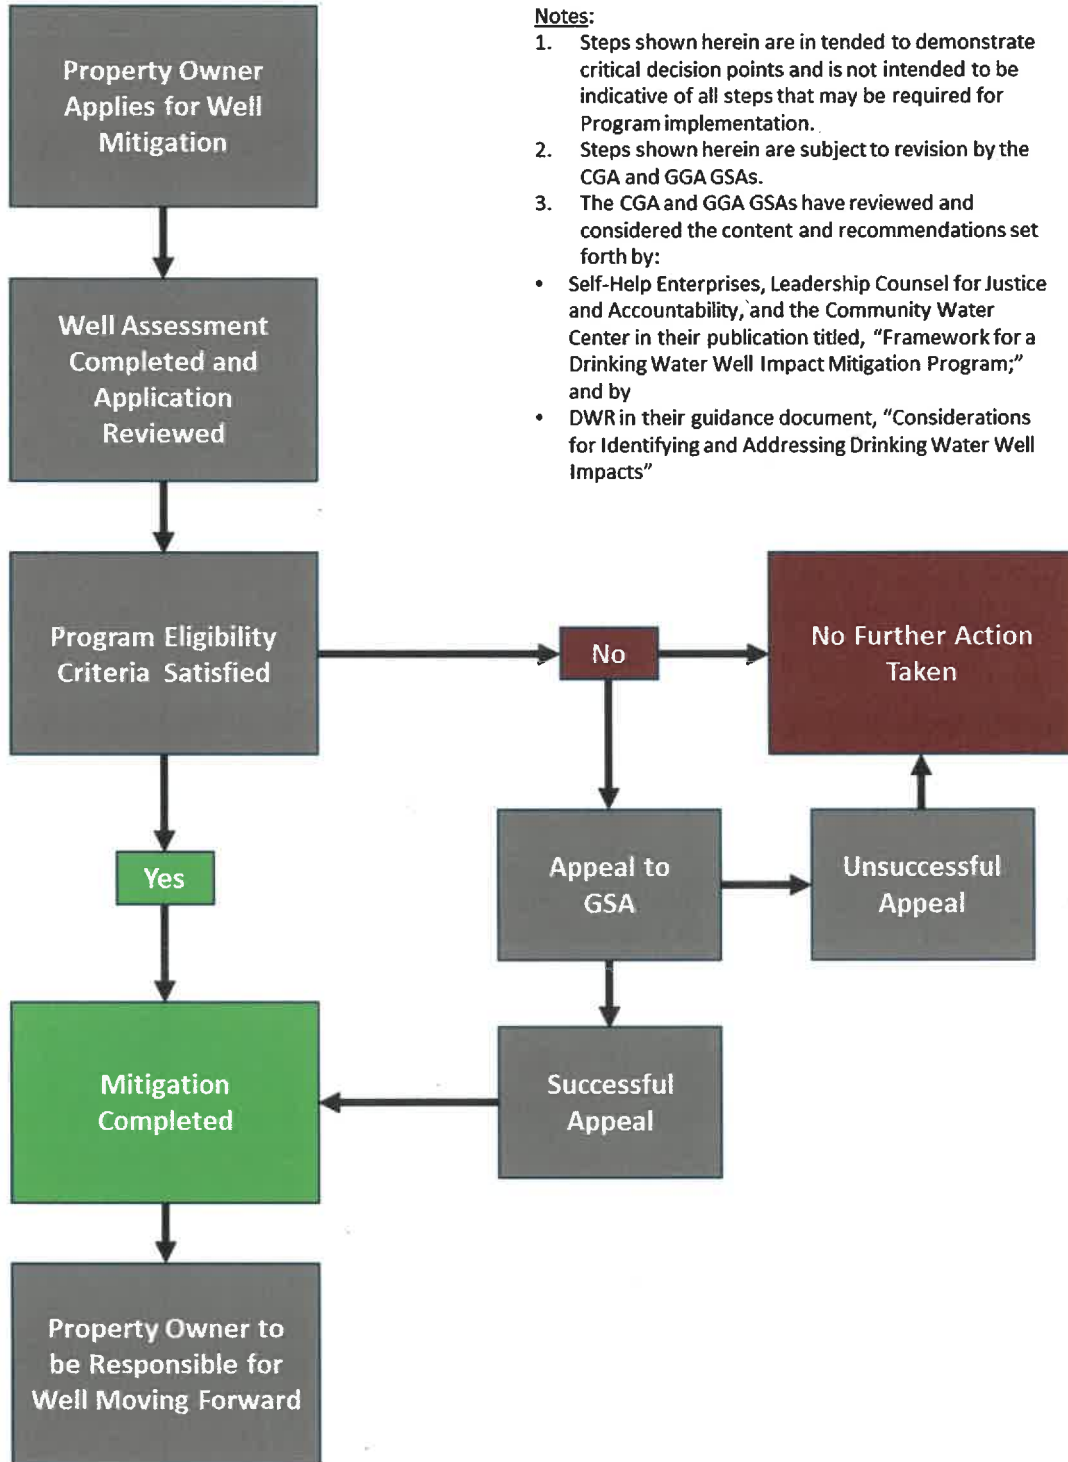 Property Owner
Applies for Well
Mitigation
Notes:
1. Steps shown herein are in tended to demonstrate
critical decision points and is not intended to be
indicative of all steps that may be required for
Program implementation.
2. Steps shown herein are subject to revision by the
CGA and GGA GSAs.
3. The CGA and GGA GSAs have reviewed and
considered the content and recommendations set
forth by:
• Self-Help Enterprises, Leadership Counsel for Justice
and Accountability, and the Community Water
Center in their publication titled, "Framework for a
Drinking Water Well Impact Mitigation Program;"
and by
• DWR in their guidance document, "Considerations
for Identifying and Addressing Drinking Water Well
Impacts"
Well Assessment
Completed and
Application
Reviewed
Program Eligibility
Criteria Satisfied
No
No Further Action
Taken
Yes
Appeal to
GSA
Unsuccessful
Appeal
Mitigation
Completed
Successful
Appeal
Property Owner to
be Responsible for
Well Moving Forward